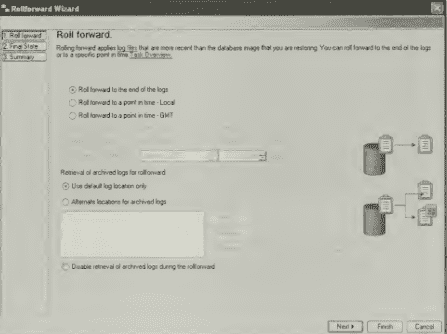 Rollforward Wizard
1. Roll forward
2. Final State
3. Summary
Roll forward.
Rolling forward applies log files that are more recent than the database image that you are restoring. You can roll forward to the end of the logs
or to a specific point in time Task Overview.
Roll forward to the end of the logs
Roll forward to a point in time - Local
Roll forward to a point in time - GMT
Retrieval of archived logs for rollforward
Use default log location only
Alternate locations for archived logs
Disable retrieval of archived logs during the rollforward
Next
Finish
Cancel